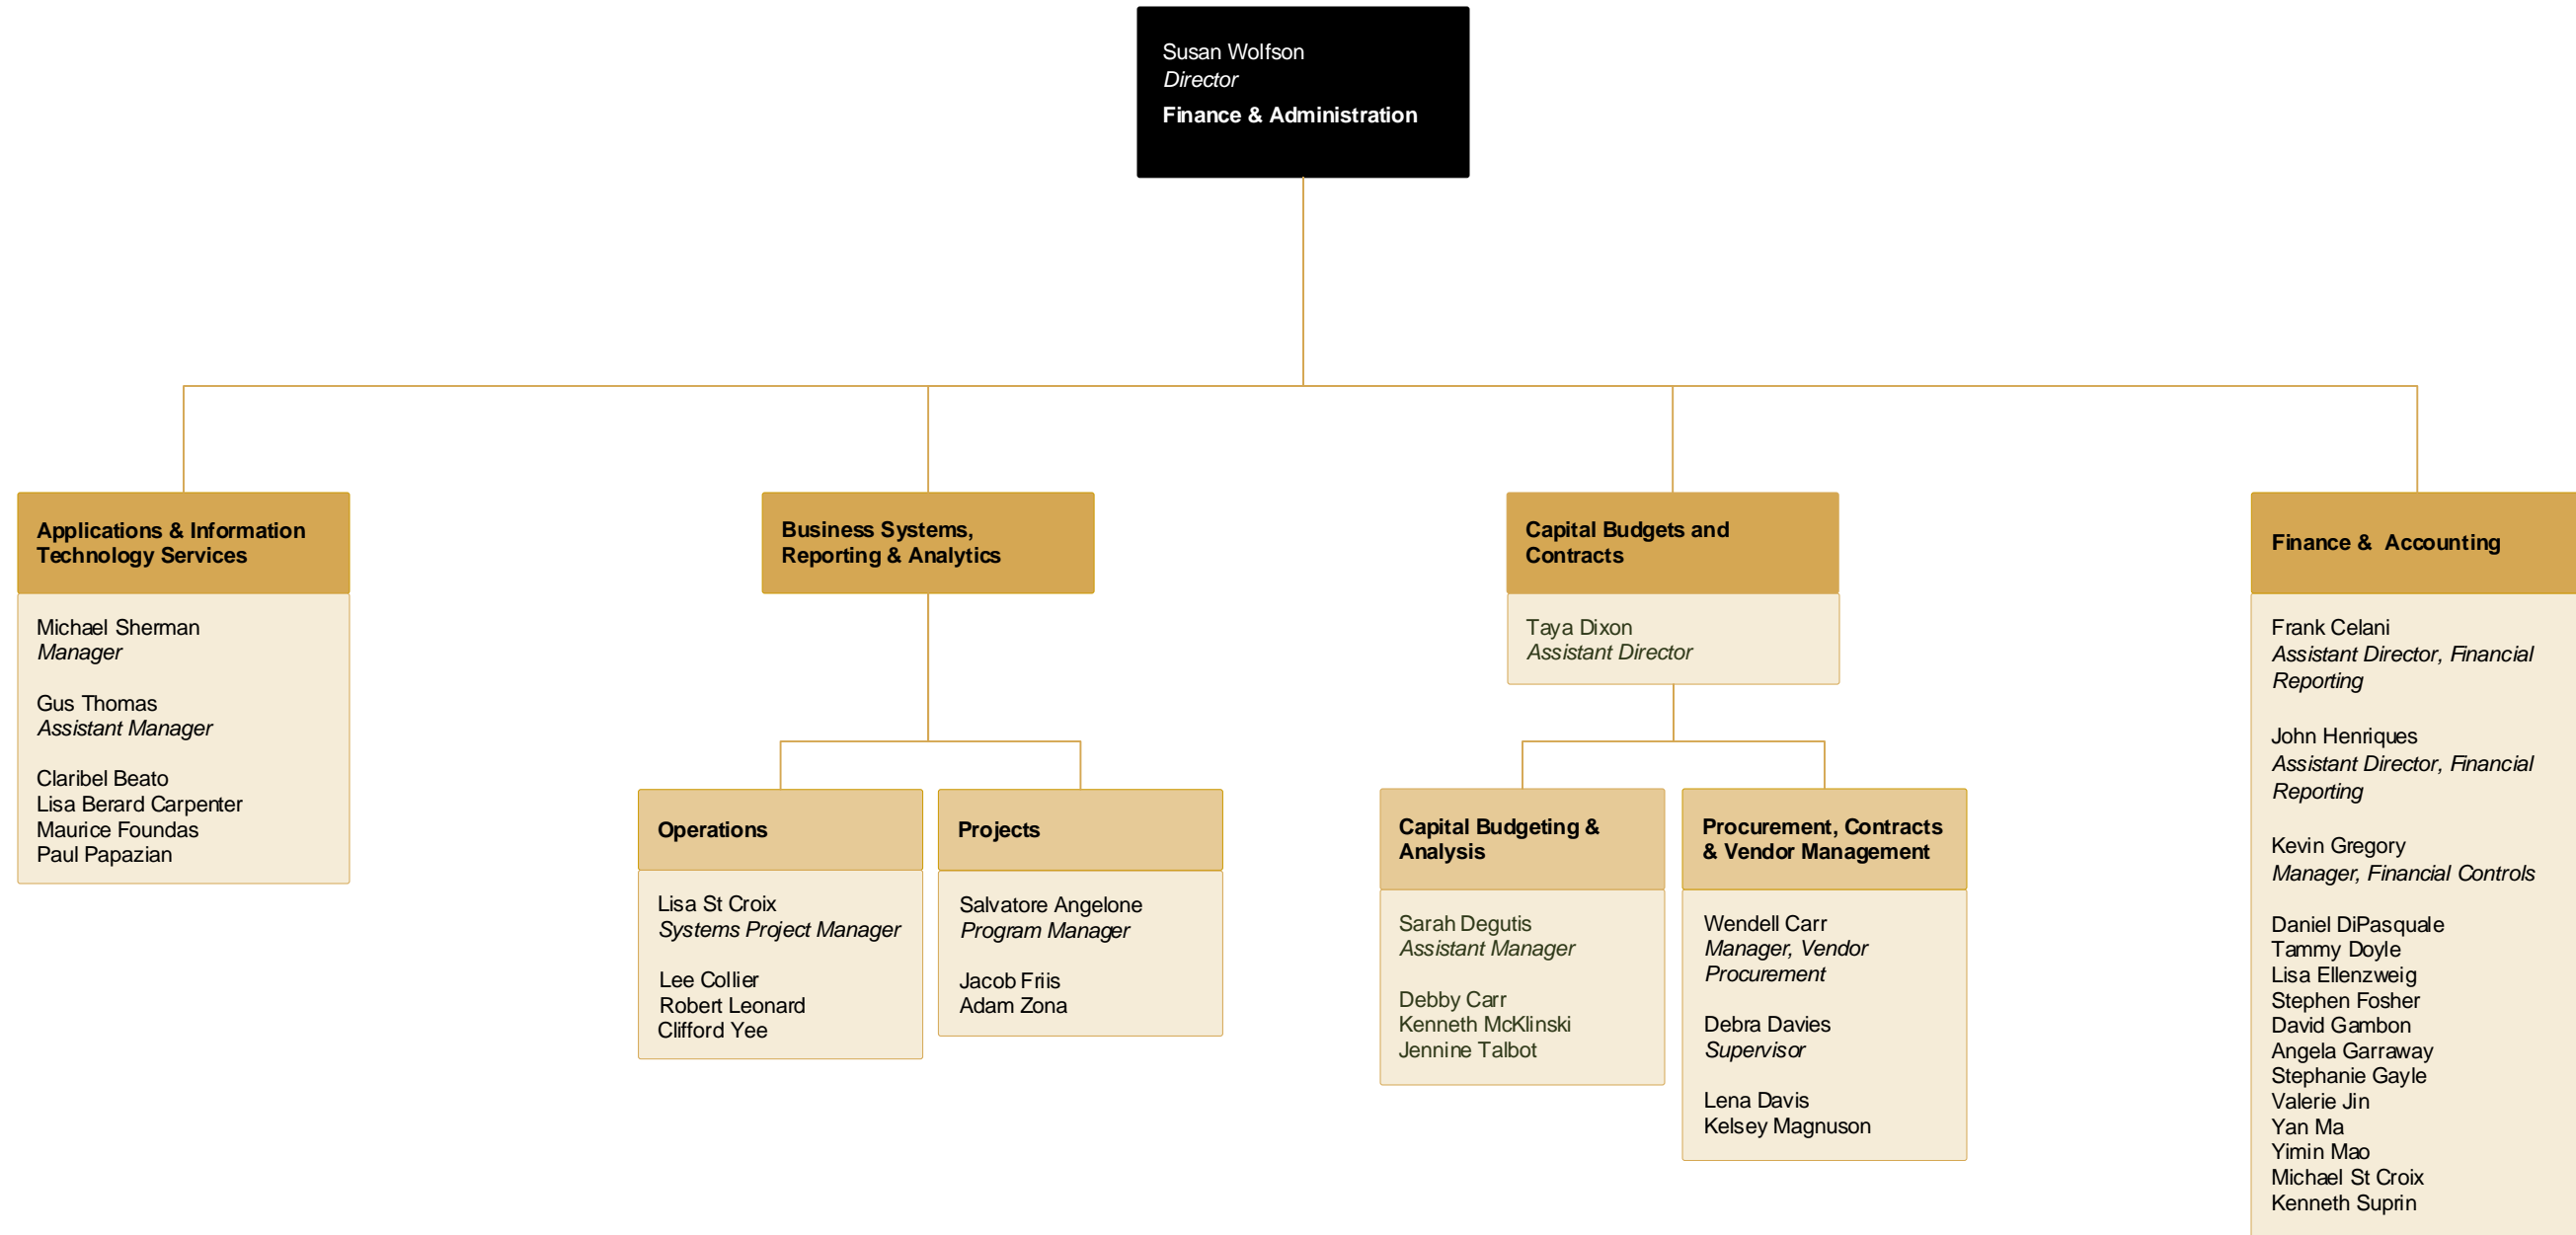 Susan Wolfson
Director
Finance & Administration
Applications & Information
Technology Services
Michael Sherman
Manager
Gus Thomas
Assistant Manager
Claribel Beato
Lisa Berard Carpenter
Maurice Foundas
Paul Papazian
Business Systems,
Reporting & Analytics
Operations
Lisa St Croix
Systems Project Manager
Lee Collier
Robert Leonard
Clifford Yee
Projects
Salvatore Angelone
Program Manager
Jacob Friis
Adam Zona
Capital Budgets and
Contracts
Taya Dixon
Assistant Director
Capital Budgeting &
Analysis
Sarah Degutis
Assistant Manager
Debby Carr
Kenneth McKlinski
Jennine Talbot
Procurement, Contracts
& Vendor Management
Wendell Carr
Manager, Vendor
Procurement
Debra Davies
Supervisor
Lena Davis
Kelsey Magnuson
Finance & Accounting
Frank Celani
Assistant Director, Financial
Reporting
John Henriques
Assistant Director, Financial
Reporting
Kevin Gregory
Manager, Financial Controls
Daniel DiPasquale
Tammy Doyle
Lisa Ellenzweig
Stephen Fosher
David Gambon
Angela Garraway
Stephanie Gayle
Valerie Jin
Yan Ma
Yimin Mao
Michael St Croix
Kenneth Suprin